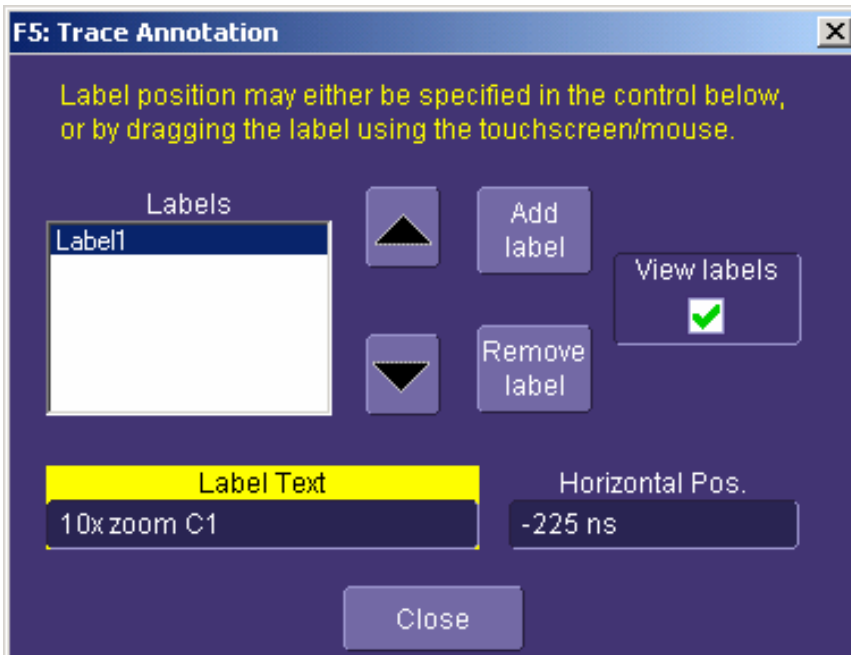 F5: Trace Annotation
Label position may either be specified in the control below,
or by dragging the label using the touchscreen/mouse.
Labels
Label1
Add
label
Remove
label
View labels
Label Text
10x zoom C1
Horizontal Pos.
-225 ns
Close